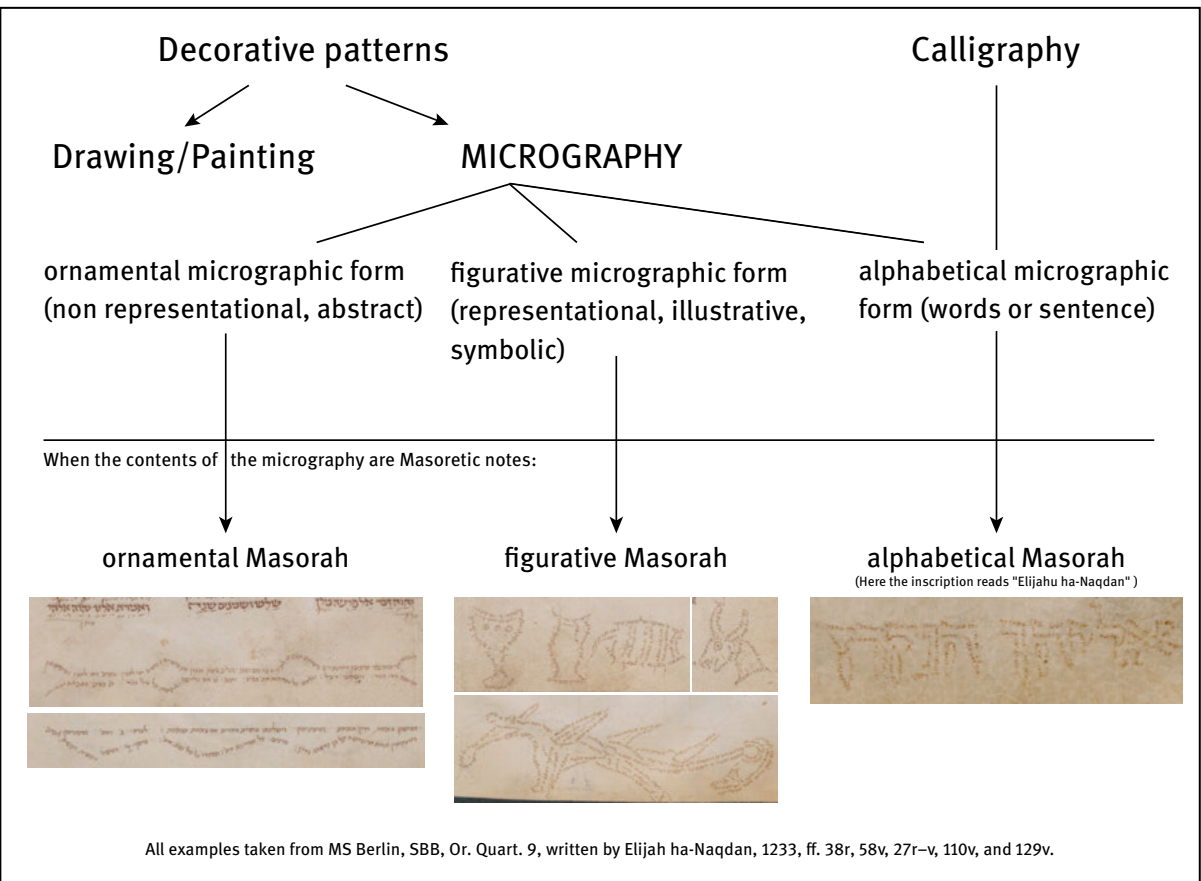 Decorative patterns
Calligraphy
Drawing/Painting
MICROGRAPHY
ornamental micrographic form
(non representational, abstract)
figurative micrographic form
(representational, illustrative,
symbolic)
alphabetical micrographic
form (words or sentence)
When the contents of the micrography are Masoretic notes:
ornamental Masorah
figurative Masorah
alphabetical Masorah
(Here the inscription reads "Elijahu ha-Naqdan" )
All examples taken from MS Berlin, SBB, Or. Quart. 9, written by Elijah ha-Naqdan, 1233, ff. 38r, 58v, 27r–v, 110v, and 129v.